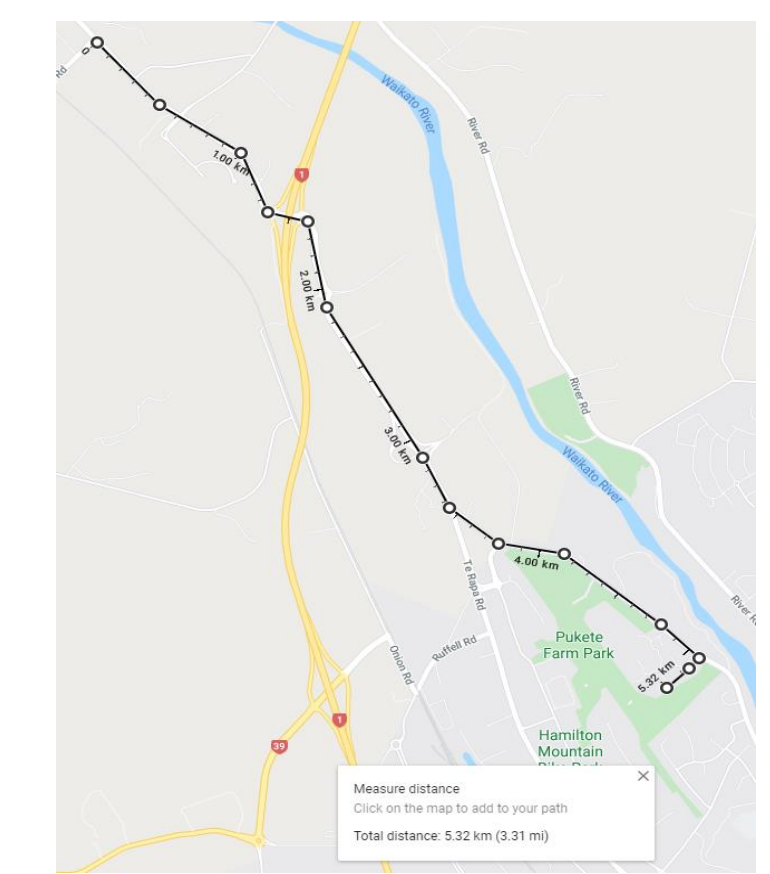 0
Rd
Waikato River
River Rd
1.00 km
1
2.00 km
River Rd
3.00 km
Waikato River
4.00 km
Te Rapa Rd
River R
Pukete
Farm Park
Ruffell Rd
Onion Rd
5.32 km
1
39
Hamilton
Mountain
Bike Park
Measure distance
Click on the map to add to your path
Total distance: 5.32 km (3.31 mi)